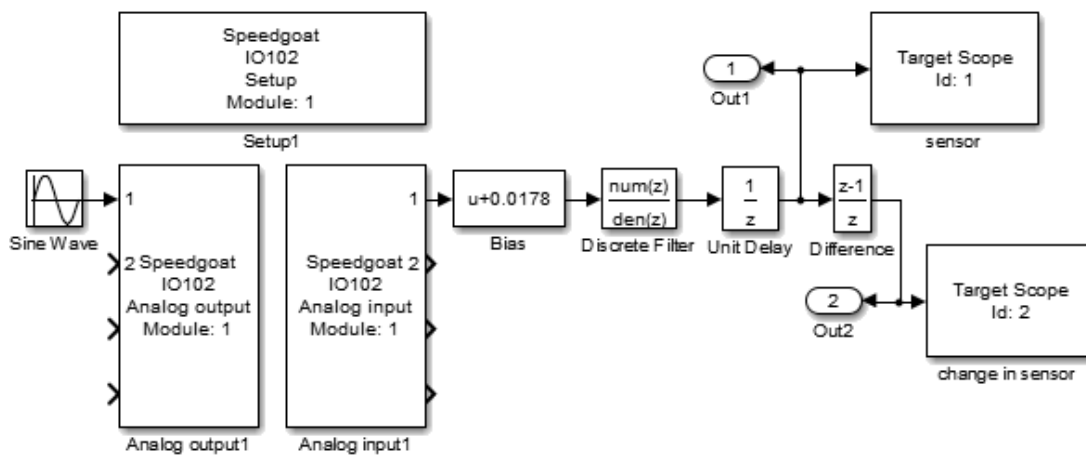 Speedgoat
IO102
Setup
Module: 1
Setup1
Target Scope
Id: 1
sensor
1
Out1
Sine Wave
1
2
Speedgoat
IO102
Analog output
Module: 1
Analog output1
1
2
Speedgoat
IO102
Analog input
Module: 1
Analog input1
u+0.0178
Bias
num(z)
den(z)
Discrete Filter
1
z
Unit Delay
z-1
z
Difference
2
Out2
Target Scope
Id: 2
change in sensor